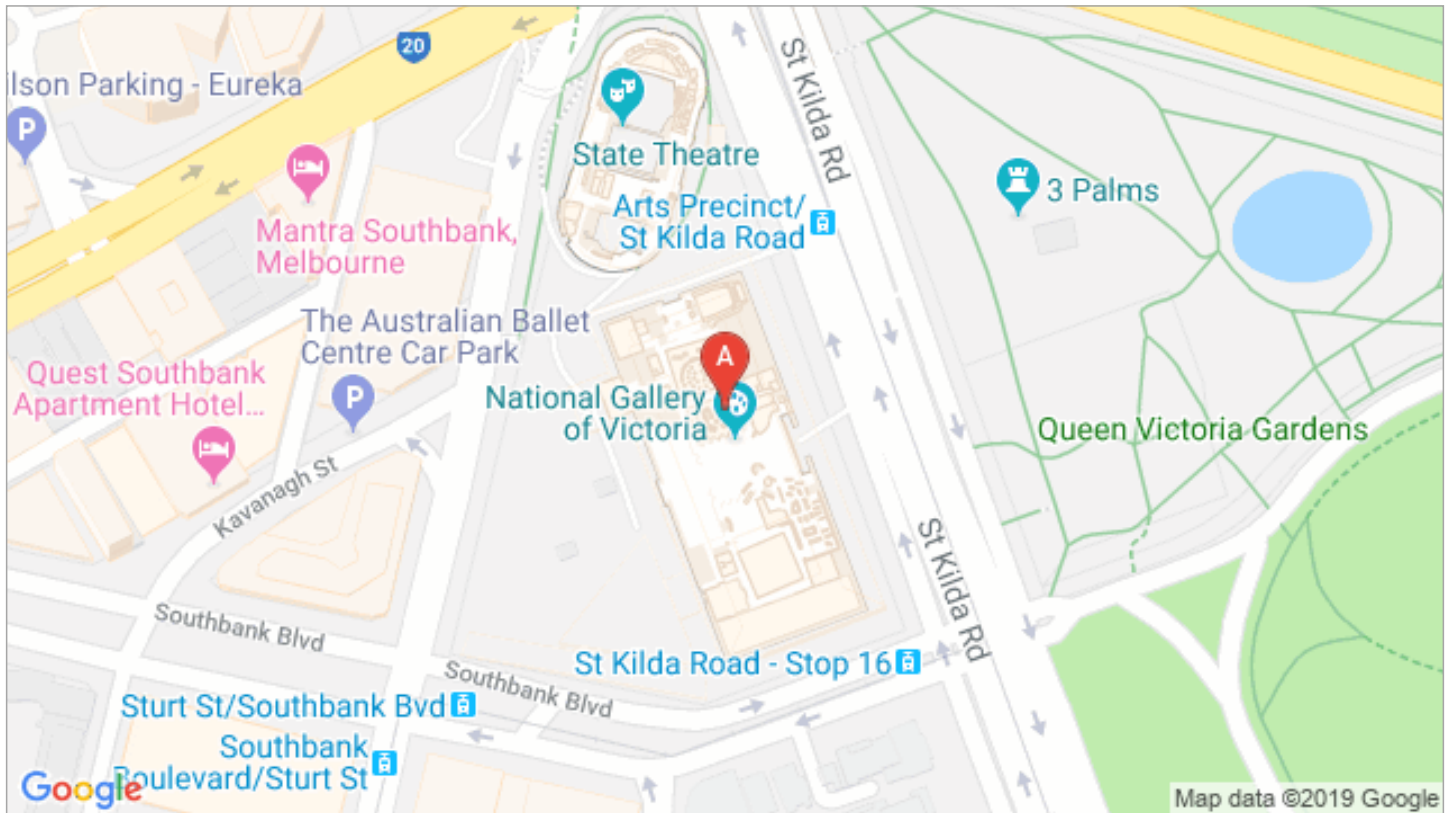 20
ilson Parking - Eureka
P
St Kilda Rd
State Theatre
3 Palms
Arts Precinct/
St Kilda Road
Mantra Southbank,
Melbourne
The Australian Ballet
Centre Car Park
P
A
Quest Southbank
Apartment Hotel...
National Gallery
of Victoria
Queen Victoria Gardens
Kavanagh St
St Kilda Rd
Southbank Blvd
Southbank Blvd
St Kilda Road - Stop 16
Sturt St/Southbank Bvd
Southbank
Boulevard/Sturt St
Google
Map data ©2019 Google